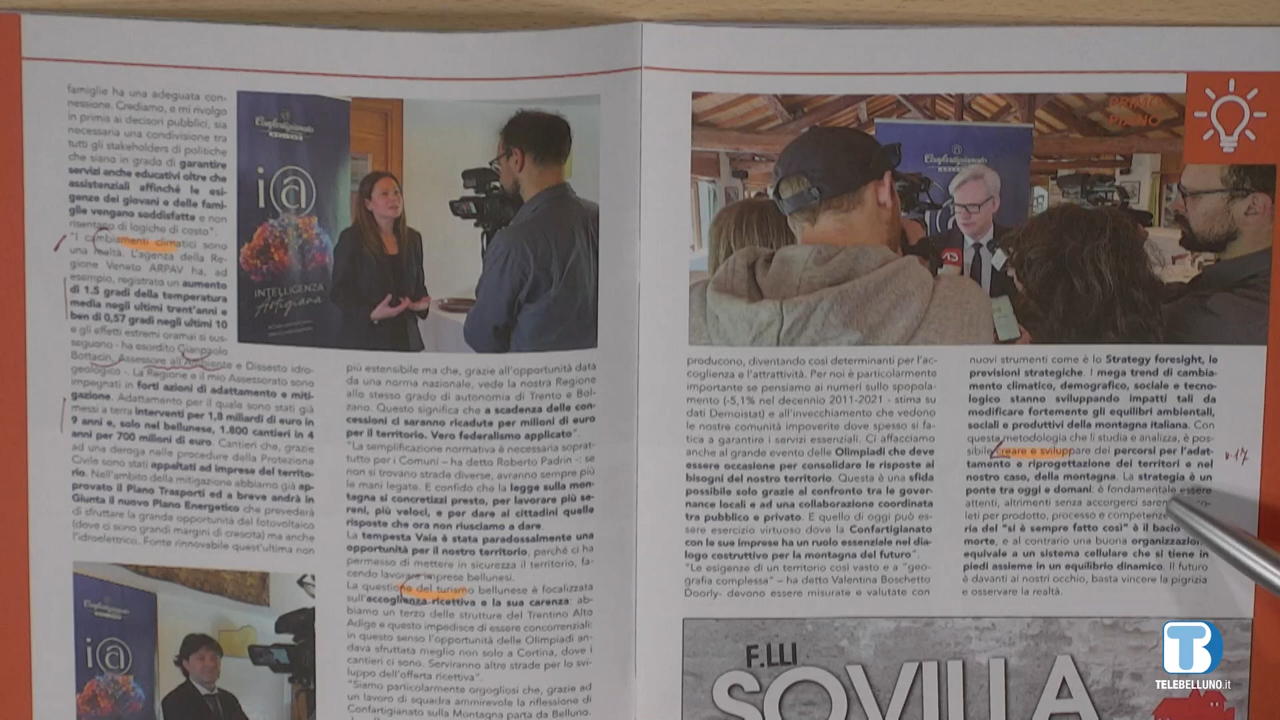 famiglie ha una adeguata con-
nessione. Crediamo, e mi rivolgo
in primis ai decisori pubblici, sia
necessaria una condivisione tra
tutti gli stakeholders di politiche
che siano in grado di garantire
servizi anche educativi oltre che
assistenziali affinché le esi-
genze dei giovani e delle fami-
glie vengano soddisfatte e non
risentano di logiche di costo".
"I cambiamenti climatici sono
una realtà. L'agenzia della Re-
gione Veneto ARPAV ha, ad
esempio, registrato un aumento
di 1.5 gradi della temperatura
media negli ultimi trent'anni e
ben di 0,57 gradi negli ultimi 10
e gli effetti estremi oramai si sus-
seguono - ha esordito Gianpaolo
Bottacin, Assessore all'Ambiente e Dissesto idro-
geologico -. La Regione e il mio Assessorato sono
impegnati in forti azioni di adattamento e miti-
gazione. Adattamento per il quale sono stati già
messi a terra interventi per 1,8 miliardi di euro in
9 anni e, solo nel bellunese, 1.800 cantieri in 4
anni per 700 milioni di euro. Cantieri che, grazie
ad una deroga nelle procedure della Protezione
Civile sono stati appaltati ad imprese del territo-
rio. Nell'ambito della mitigazione abbiamo già ap-
provato il Piano Trasporti ed a breve andrà in
Giunta il nuovo Piano Energetico che prevederà
di sfruttare la grande opportunità del fotovoltaico
(dove ci sono grandi margini di crescita) ma anche
l'idroelettrico. Fonte rinnovabile quest'ultima non
Confartigianato
BELLUNO
i@
INTELLIGENZA
Artigiana
i@
più estensibile ma che, grazie all'opportunità data
da una norma nazionale, vede la nostra Regione
allo stesso grado di autonomia di Trento e Bol-
zano. Questo significa che a scadenza delle con-
cessioni ci saranno ricadute per milioni di euro
per il territorio. Vero federalismo applicato".
"La semplificazione normativa è necessaria soprat-
tutto per i Comuni – ha detto Roberto Padrin -: se
non si trovano strade diverse, avranno sempre più
le mani legate. E confido che la legge sulla mon-
tagna si concretizzi presto, per lavorare più se-
reni, più veloci, e per dare ai cittadini quelle
risposte che ora non riusciamo a dare.
La tempesta Vaia è stata paradossalmente una
opportunità per il nostro territorio, perché ci ha
permesso di mettere in sicurezza il territorio, fa-
cendo lavorare imprese bellunesi.
La questione del turismo bellunese è focalizzata
sull'accoglienza ricettiva e la sua carenza: ab-
biamo un terzo delle strutture del Trentino Alto
Adige e questo impedisce di essere concorrenziali:
in questo senso l'opportunità delle Olimpiadi an-
dava sfruttata meglio non solo a Cortina, dove i
cantieri ci sono. Serviranno altre strade per lo svi-
luppo dell'offerta ricettiva".
"Siamo particolarmente orgogliosi che, grazie ad
un lavoro di squadra ammirevole la riflessione di
Confartigianato sulla Montagna parta da Belluno.
PRIMO
PIANO
Confartigianato
producono, diventando così determinanti per l'ac-
coglienza e l'attrattività. Per noi è particolarmente
importante se pensiamo ai numeri sullo spopola-
mento (-5,1% nel decennio 2011-2021 - stima su
dati Demoistat) e all'invecchiamento che vedono
le nostre comunità impoverite dove spesso si fa-
tica a garantire i servizi essenziali. Ci affacciamo
anche al grande evento delle Olimpiadi che deve
essere occasione per consolidare le risposte ai
bisogni del nostro territorio. Questa è una sfida
possibile solo grazie al confronto tra le gover-
nance locali e ad una collaborazione coordinata
tra pubblico e privato. E quello di oggi può es-
sere esercizio virtuoso dove la Confartigianato
con le sue imprese ha un ruolo essenziale nel dia-
logo costruttivo per la montagna del futuro".
"Le esigenze di un territorio così vasto e a "geo-
grafia complessa" – ha detto Valentina Boschetto
Doorly- devono essere misurate e valutate con
nuovi strumenti come è lo Strategy foresight, le
previsioni strategiche. I mega trend di cambia-
mento climatico, demografico, sociale e tecno-
logico stanno sviluppando impatti tali da
modificare fortemente gli equilibri ambientali,
sociali e produttivi della montagna italiana. Con
questa metodologia che li studia e analizza, è pos-
sibile creare e sviluppare dei percorsi per l'adat-
tamento e riprogettazione dei territori e nel
nostro caso, della montagna. La strategia è un
ponte tra oggi e domani: è fondamentale essere
attenti, altrimenti senza accorgerci
leti per prodotto, processo e competenze
ria del "si è sempre fatto così" è il bacio
morte, e al contrario una buona organizzazion
equivale a un sistema cellulare che si tiene in
piedi assieme in un equilibrio dinamico. Il futuro
è davanti ai nostri occhi, basta vincere la pigrizia
e osservare la realtà.
F.LLI
SOVILLA
TELEBELLUNO.it